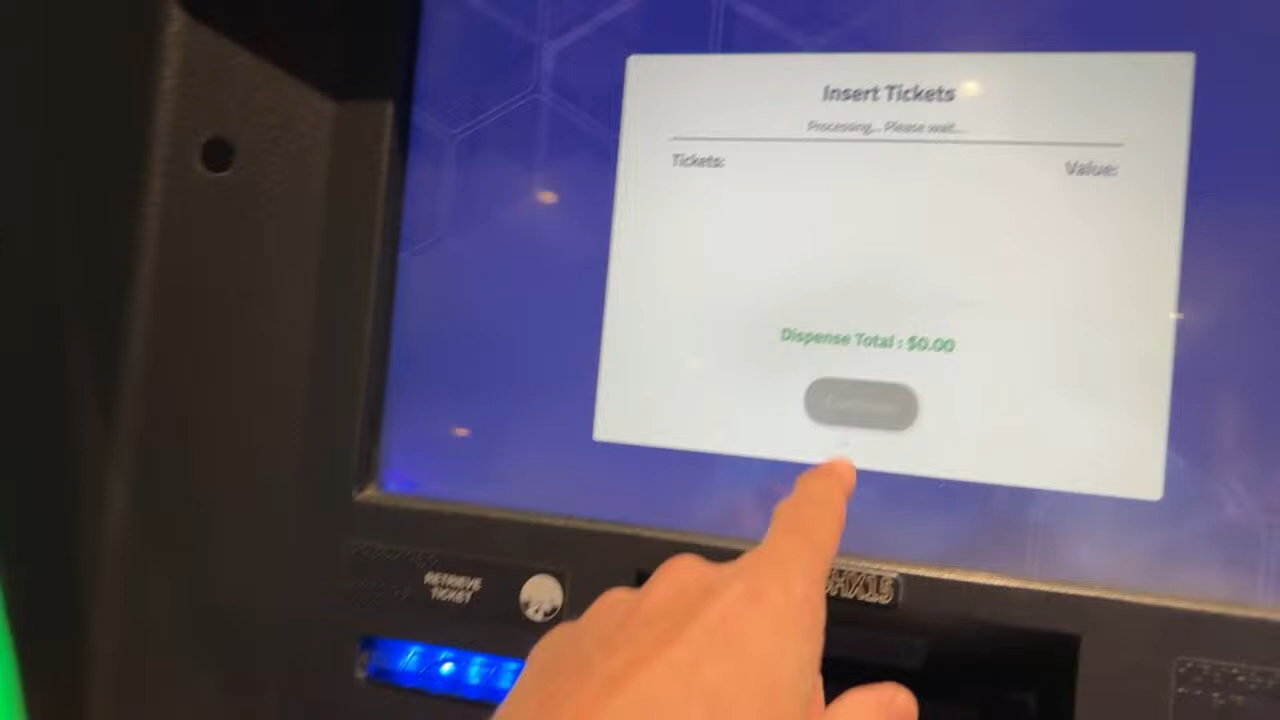 Insert Tickets
Processing... Please wait...
Tickets:
Value:
Dispense Total : $0.00
RETRIEVE
TICKET